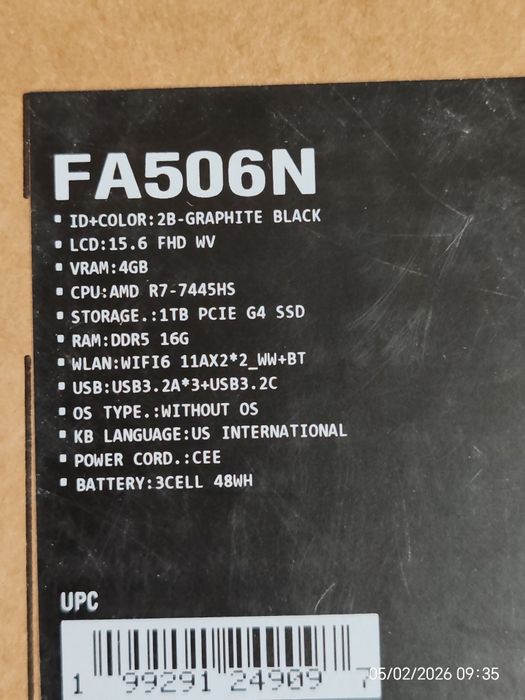 FA506N
▪ ID+COLOR:2B-GRAPHITE BLACK
▪ LCD:15.6 FHD WV
▪ VRAM:4GB
▪ CPU:AMD R7-7445HS
▪ STORAGE.:1TB PCIE G4 SSD
▪ RAM:DDR5 16G
▪ WLAN:WIFI6 11AX2*2_WW+BT
▪ USB:USB3.2A*3+USB3.2C
▪ OS TYPE.:WITHOUT OS
▪ KB LANGUAGE:US INTERNATIONAL
▪ POWER CORD.:CEE
▪ BATTERY:3CELL 48WH
UPC
1 99291 24909 7
05/02/2026 09:35